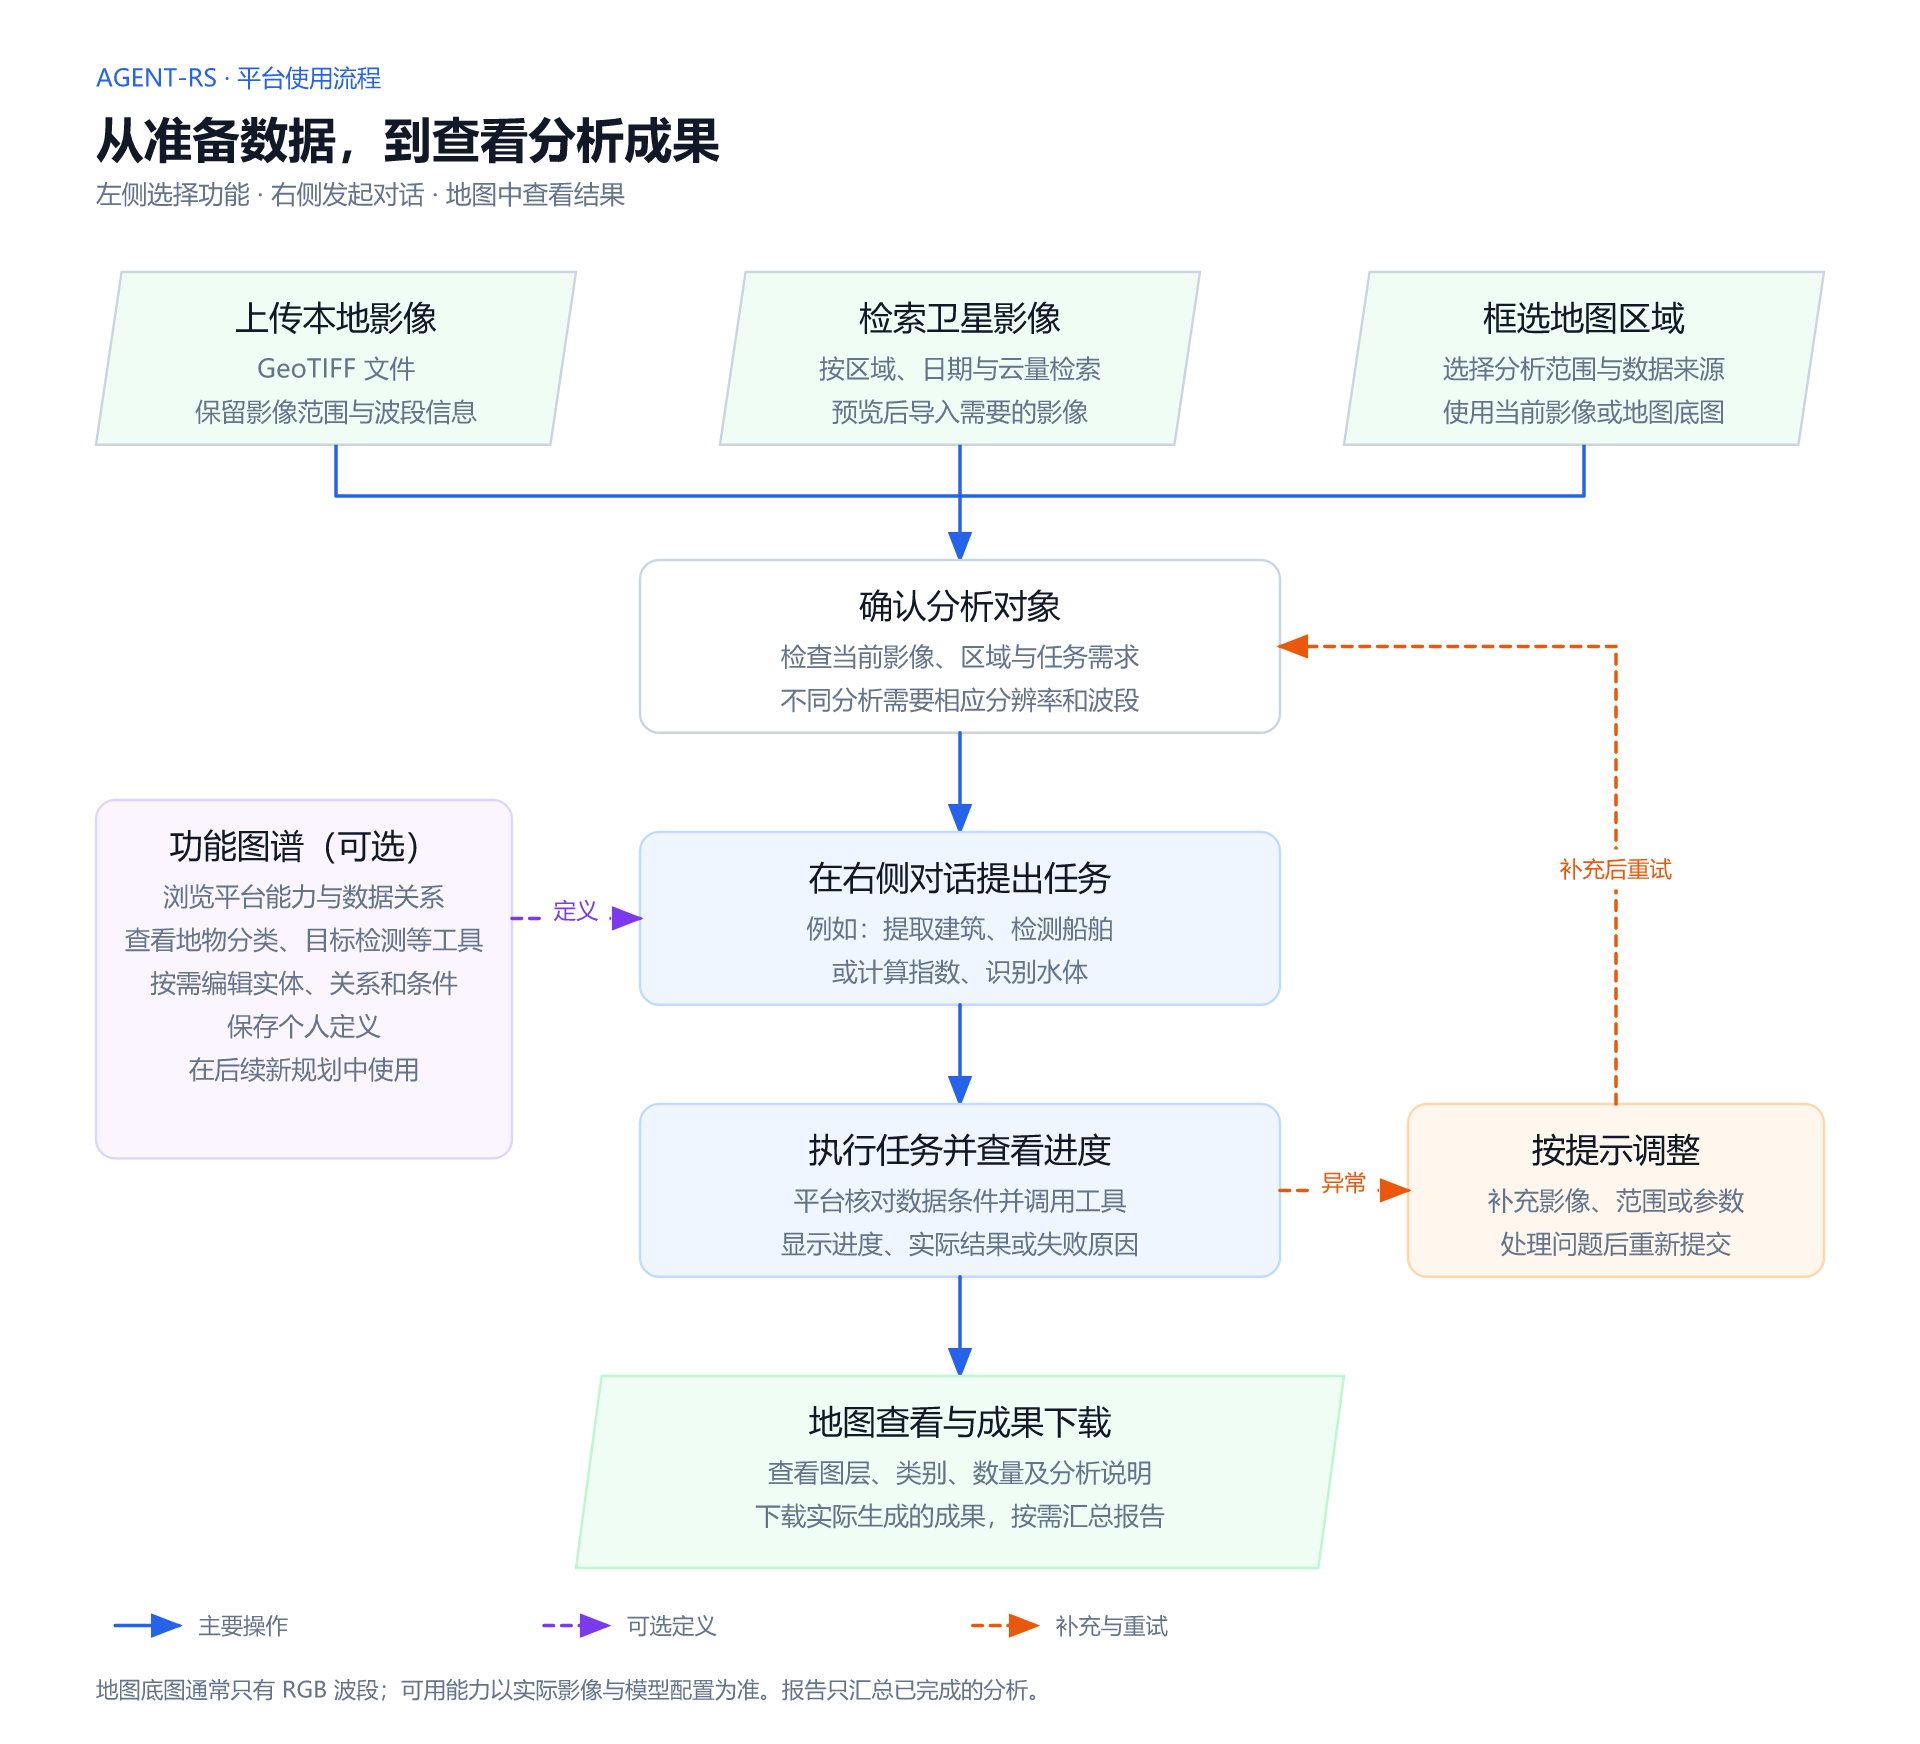 AGENT-RS · 平台使用流程
从准备数据，到查看分析成果
左侧选择功能 · 右侧发起对话 · 地图中查看结果
上传本地影像
GeoTIFF 文件
保留影像范围与波段信息
检索卫星影像
按区域、日期与云量检索
预览后导入需要的影像
框选地图区域
选择分析范围与数据来源
使用当前影像或地图底图
确认分析对象
检查当前影像、区域与任务需求
不同分析需要相应分辨率和波段
功能图谱（可选）
浏览平台能力与数据关系
查看地物分类、目标检测等工具
按需编辑实体、关系和条件
保存个人定义
在后续新规划中使用
定义
在右侧对话提出任务
例如：提取建筑、检测船舶
或计算指数、识别水体
补充后重试
执行任务并查看进度
平台核对数据条件并调用工具
显示进度、实际结果或失败原因
异常
按提示调整
补充影像、范围或参数
处理问题后重新提交
地图查看与成果下载
查看图层、类别、数量及分析说明
下载实际生成的成果，按需汇总报告
主要操作
可选定义
补充与重试
地图底图通常只有 RGB 波段；可用能力以实际影像与模型配置为准。报告只汇总已完成的分析。